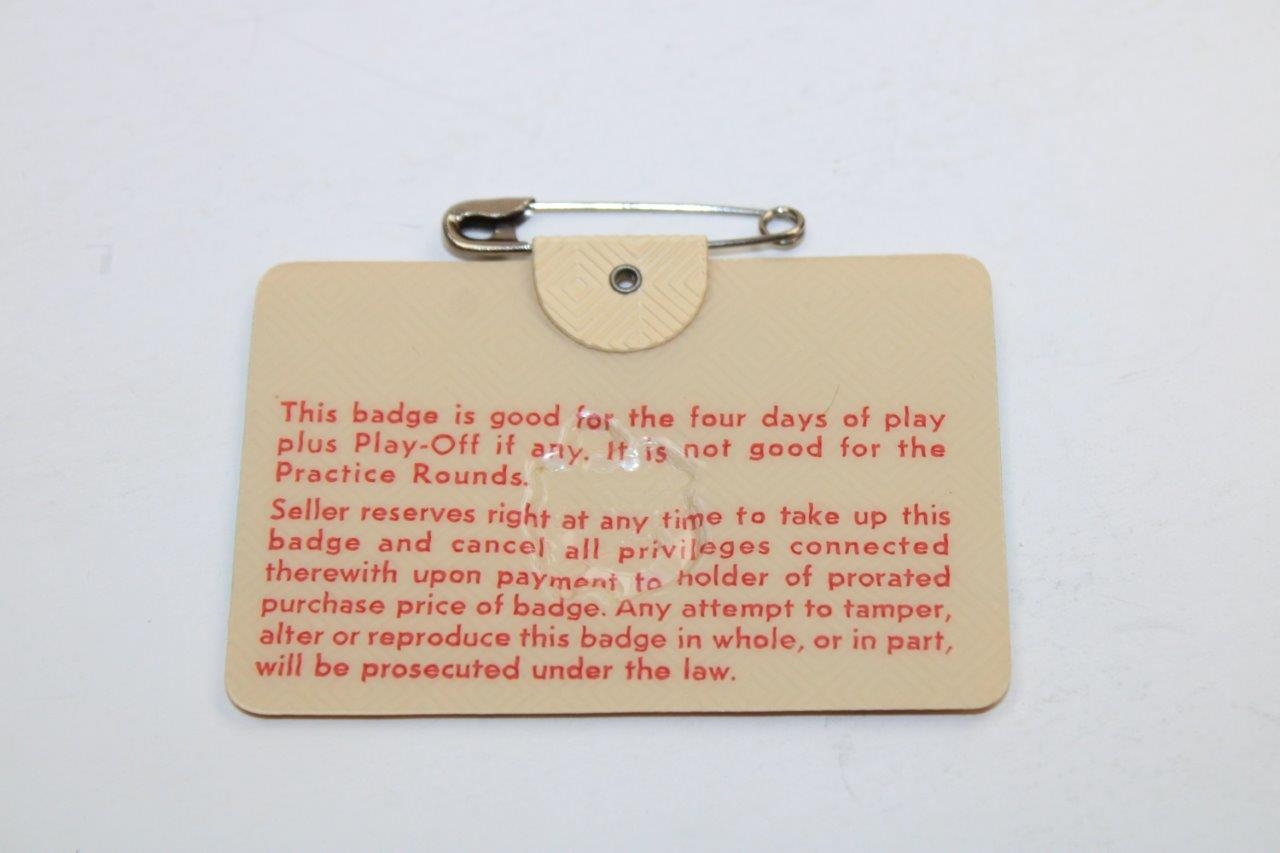 This badge is good for the four days of play
plus Play-Off if any. It is not good for the
Practice Rounds.
Seller reserves right at any time to take up this
badge and cancel all privileges connected
therewith upon payment to holder of prorated
purchase price of badge. Any attempt to tamper,
alter or reproduce this badge in whole, or in part,
will be prosecuted under the law.